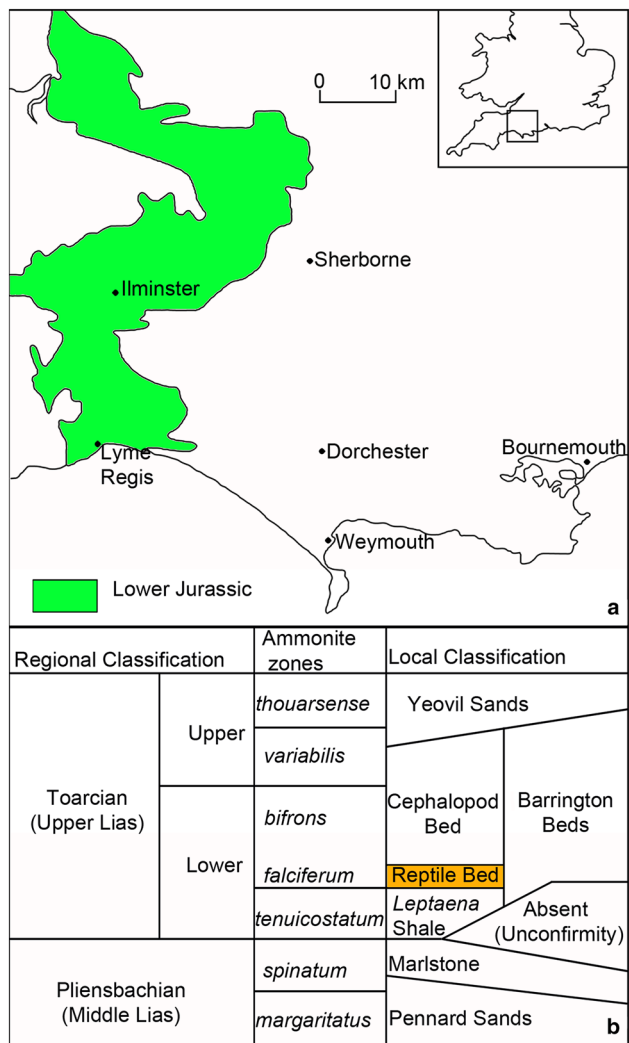 0 10 km
Sherborne
Ilminster
Lyme
Regis
Dorchester
Bournemouth
Weymouth
Lower Jurassic
a
Regional Classification
Ammonite
zones
Local Classification
thouarsense
Yeovil Sands
Upper
variabilis
Toarcian
(Upper Lias)
Cephalopod
Bed
Barrington
Beds
bifrons
Lower
falciferum
Reptile Bed
tenuicostatum
Leptaena
Shale
Absent
(Unconfirmity)
Pliensbachian
(Middle Lias)
spinatum
Marlstone
margaritatus
Pennard Sands
b